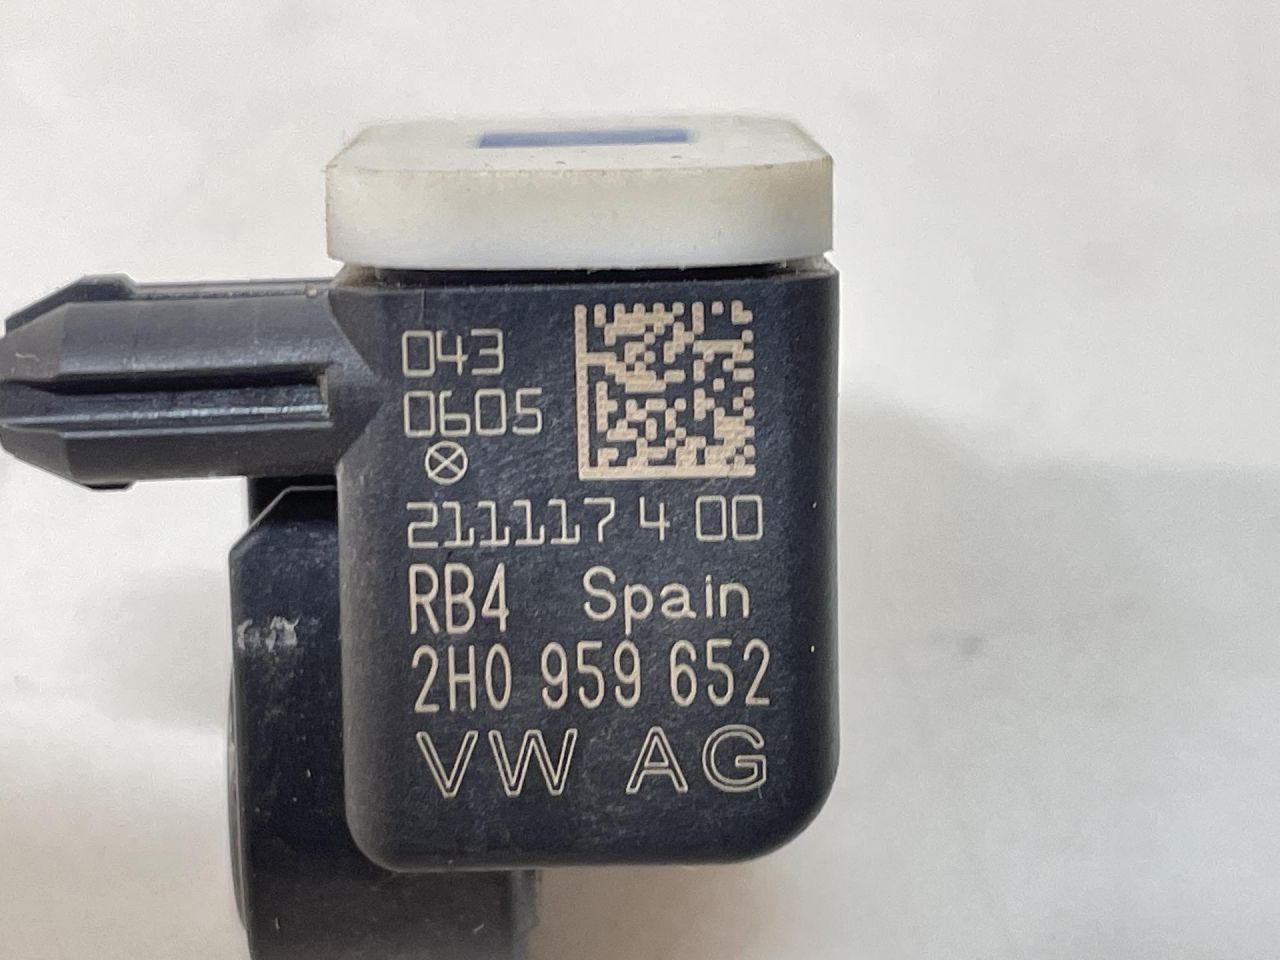 043
0605
211117 4 00
RB4 Spain
2H0 959 652
VW AG